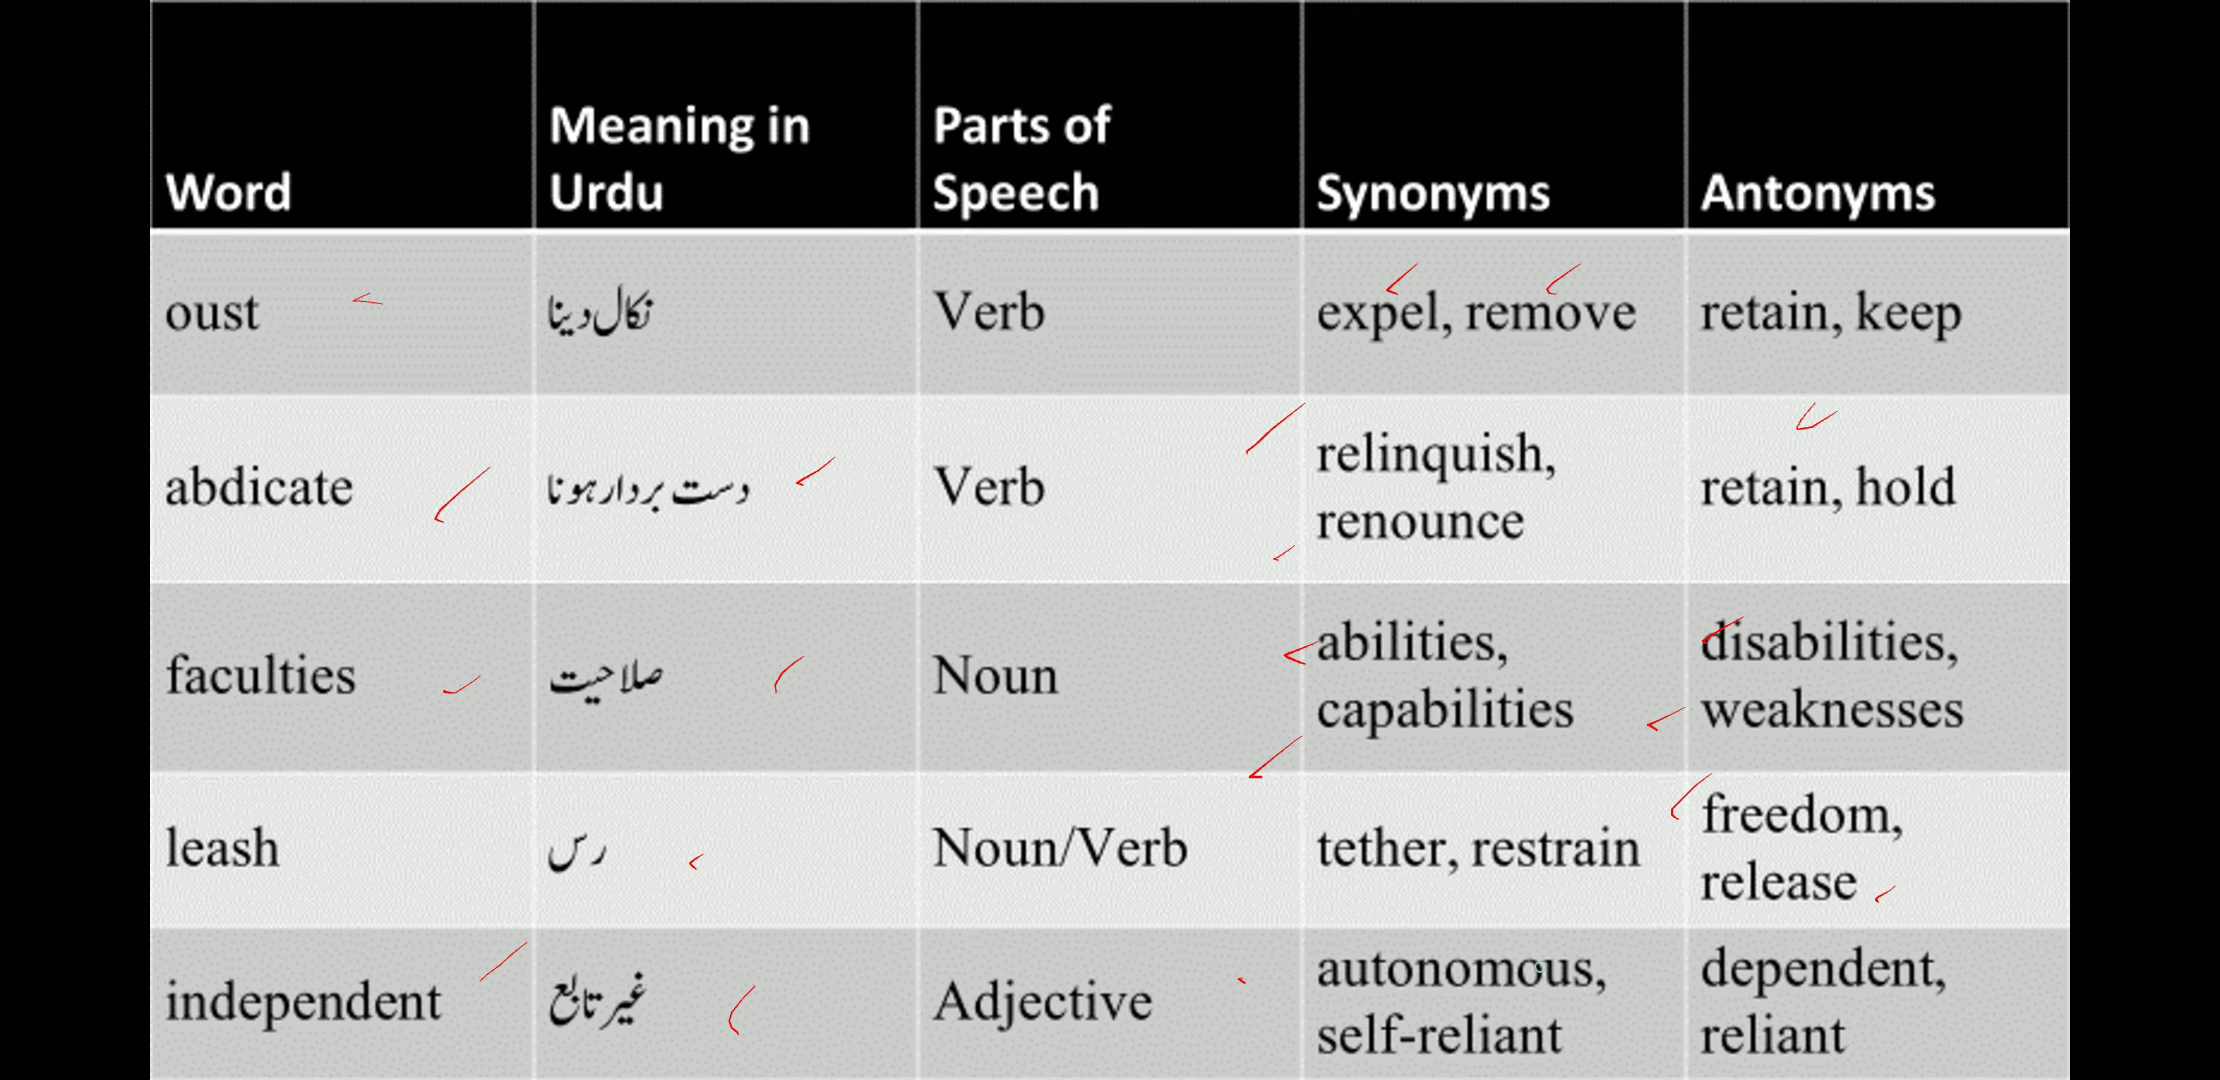 Word
Meaning in
Urdu
Parts of
Speech
Synonyms
Antonyms
oust
نکال دینا
Verb
expel, remove
retain, keep
abdicate
دست بردار ہونا
Verb
relinquish,
renounce
retain, hold
faculties
صلاحیت
Noun
abilities,
capabilities
disabilities,
weaknesses
leash
رس
Noun/Verb
tether, restrain
freedom,
release
independent
غیر تابع
Adjective
autonomous,
self-reliant
dependent,
reliant